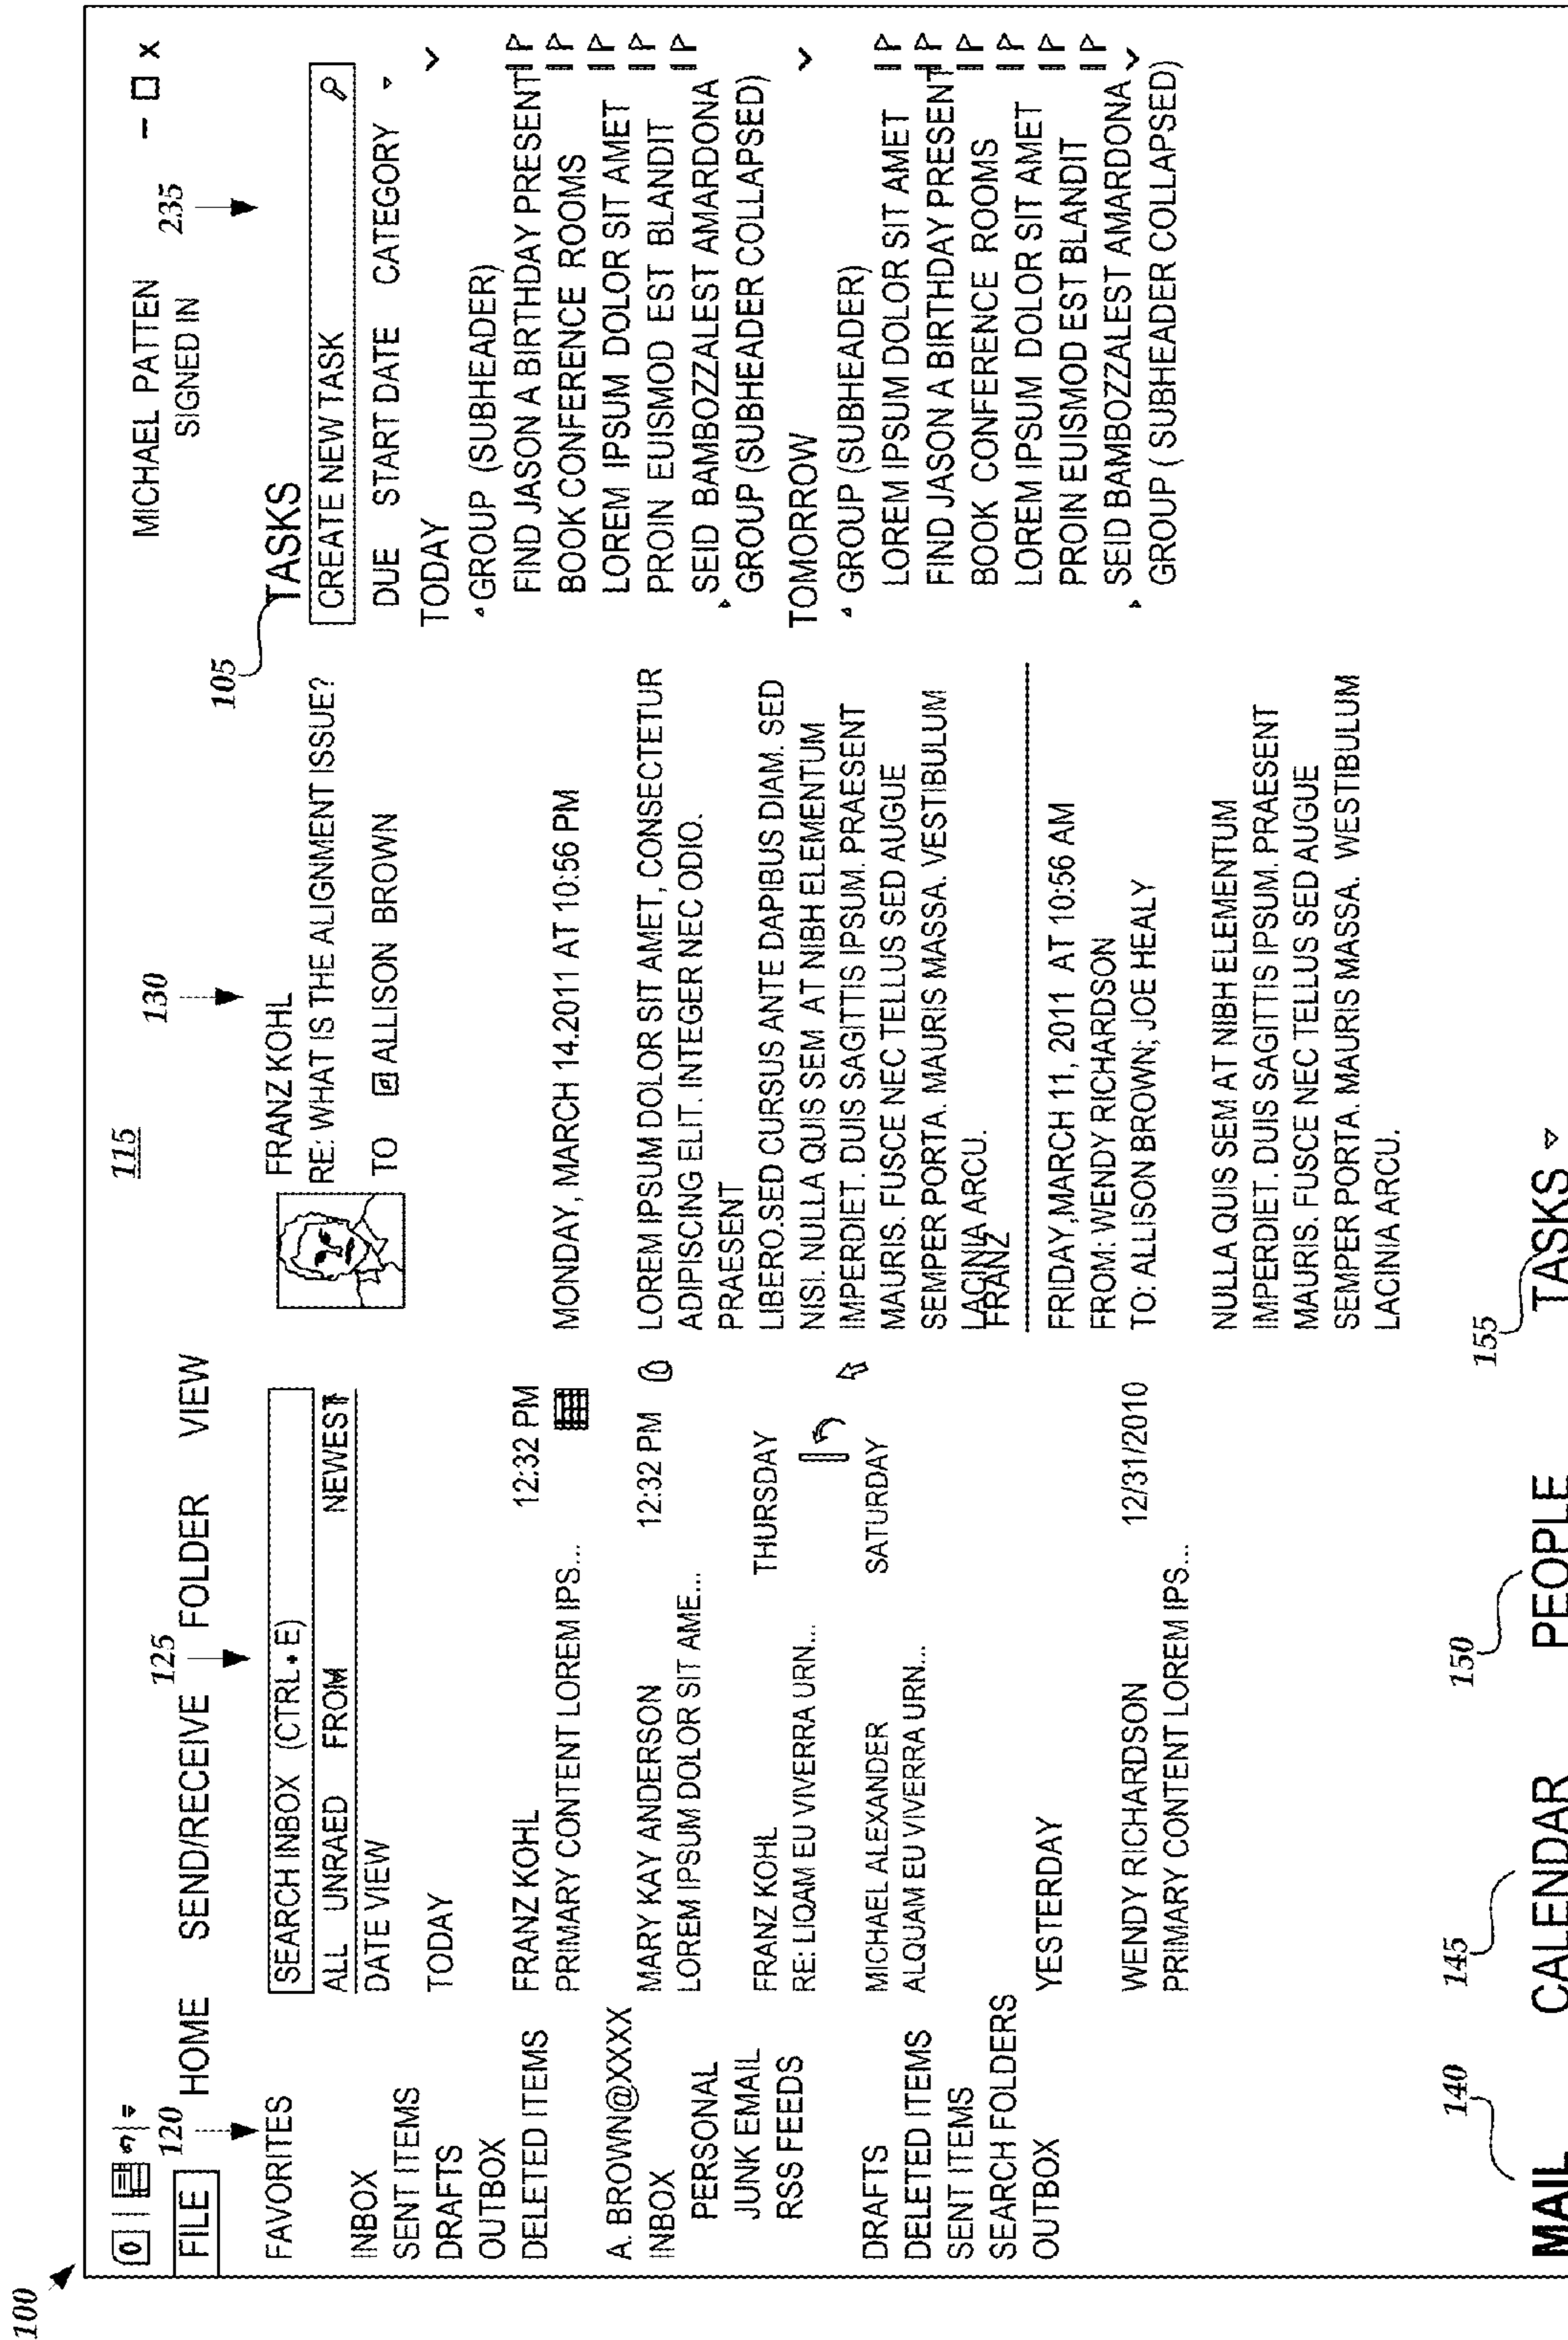 100
0
MICHAEL PATTEN
SIGNED IN
- □ X
115
120
125
130
105
235
FILE HOME SEND/RECEIVE FOLDER VIEW
FAVORITES
INBOX
SENT ITEMS
DRAFTS
OUTBOX
DELETED ITEMS
A. BROWN@XXXX
INBOX
PERSONAL
JUNK EMAIL
RSS FEEDS
DRAFTS
DELETED ITEMS
SENT ITEMS
SEARCH FOLDERS
OUTBOX
SEARCH INBOX (CTRL+E)
ALL UNRAED FROM NEWEST
DATE VIEW
TODAY
FRANZ KOHL 12:32 PM
PRIMARY CONTENT LOREM IPS...
MARY KAY ANDERSON 12:32 PM
LOREM IPSUM DOLOR SIT AME...
FRANZ KOHL THURSDAY
RE: LIQAM EU VIVERRA URN...
MICHAEL ALEXANDER SATURDAY
ALQUAM EU VIVERRA URN...
YESTERDAY
WENDY RICHARDSON 12/31/2010
PRIMARY CONTENT LOREM IPS...
FRANZ KOHL
RE: WHAT IS THE ALIGNMENT ISSUE?
TO ALLISON BROWN
MONDAY, MARCH 14.2011 AT 10:56 PM
LOREM IPSUM DOLOR SIT AMET, CONSECTETUR
ADIPISCING ELIT. INTEGER NEC ODIO.
PRAESENT
LIBERO.SED CURSUS ANTE DAPIBUS DIAM. SED
NISI. NULLA QUIS SEM AT NIBH ELEMENTUM
IMPERDIET. DUIS SAGITTIS IPSUM. PRAESENT
MAURIS. FUSCE NEC TELLUS SED AUGUE
SEMPER PORTA. MAURIS MASSA. VESTIBULUM
LACINIA ARCU.
FRANZ
FRIDAY,MARCH 11, 2011 AT 10:56 AM
FROM: WENDY RICHARDSON
TO: ALLISON BROWN; JOE HEALY
NULLA QUIS SEM AT NIBH ELEMENTUM
IMPERDIET. DUIS SAGITTIS IPSUM. PRAESENT
MAURIS. FUSCE NEC TELLUS SED AUGUE
SEMPER PORTA. MAURIS MASSA. WESTIBULUM
LACINIA ARCU.
TASKS
CREATE NEW TASK
DUE START DATE CATEGORY
TODAY
GROUP (SUBHEADER)
FIND JASON A BIRTHDAY PRESENT
BOOK CONFERENCE ROOMS
LOREM IPSUM DOLOR SIT AMET
PROIN EUISMOD EST BLANDIT
SEID BAMBOZZALEST AMARDONA
GROUP (SUBHEADER COLLAPSED)
TOMORROW
GROUP (SUBHEADER)
LOREM IPSUM DOLOR SIT AMET
FIND JASON A BIRTHDAY PRESENT
BOOK CONFERENCE ROOMS
LOREM IPSUM DOLOR SIT AMET
PROIN EUISMOD EST BLANDIT
SEID BAMBOZZALEST AMARDONA
GROUP ( SUBHEADER COLLAPSED)
140
145
150
155
MAIL CALENDAR PEOPLE TASKS